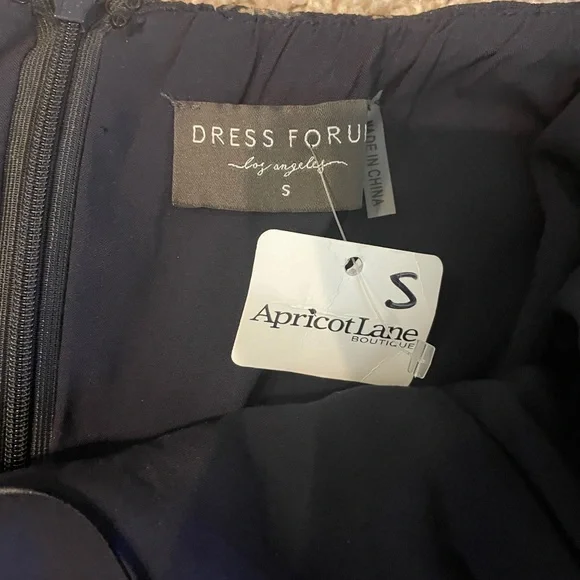 DRESS FORU
los angeles
S
MADE IN CHINA
S
ApricotLane
BOUTIQUE